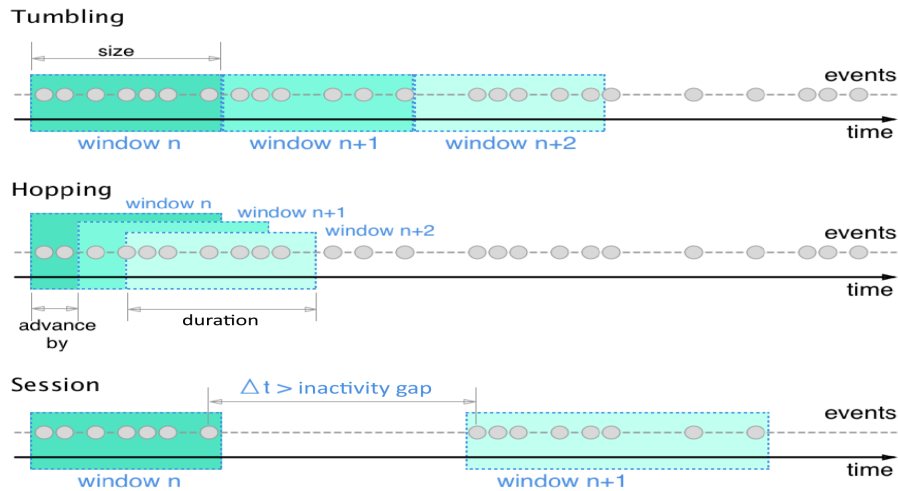 Tumbling
size
events
time
window n
window n+1
window n+2
Hopping
window n
window n+1
window n+2
events
time
advance
by
duration
Session
△ t > inactivity gap
events
time
window n
window n+1